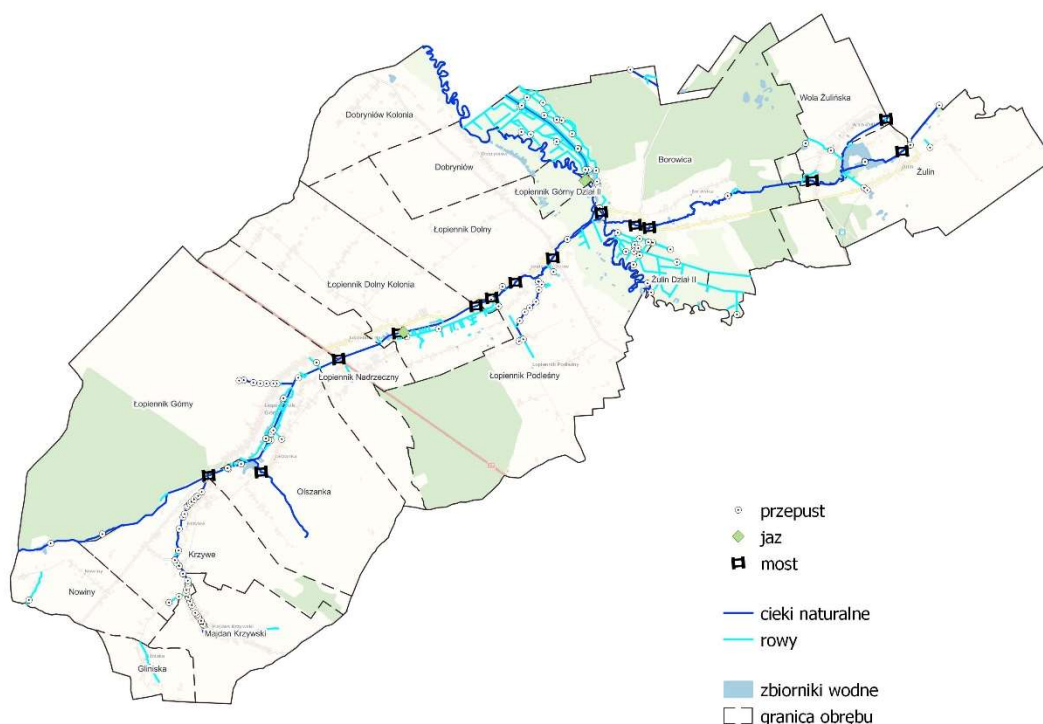 Wola Żulińska
Dobryniów Kolonia
Borowica
Dobryniów
Żulin
Łopiennik Górny Dział II
Łopiennik Dolny
Żulin Dział II
Łopiennik Dolny Kolonia
Łopiennik Nadrzeczny
Łopiennik Podleśny
Łopiennik Górny
Olszanka
Krzywe
Nowiny
Majdan Krzywski
Gliniska
przepust
jaz
most
cieki naturalne
rowy
zbiorniki wodne
granica obrębu